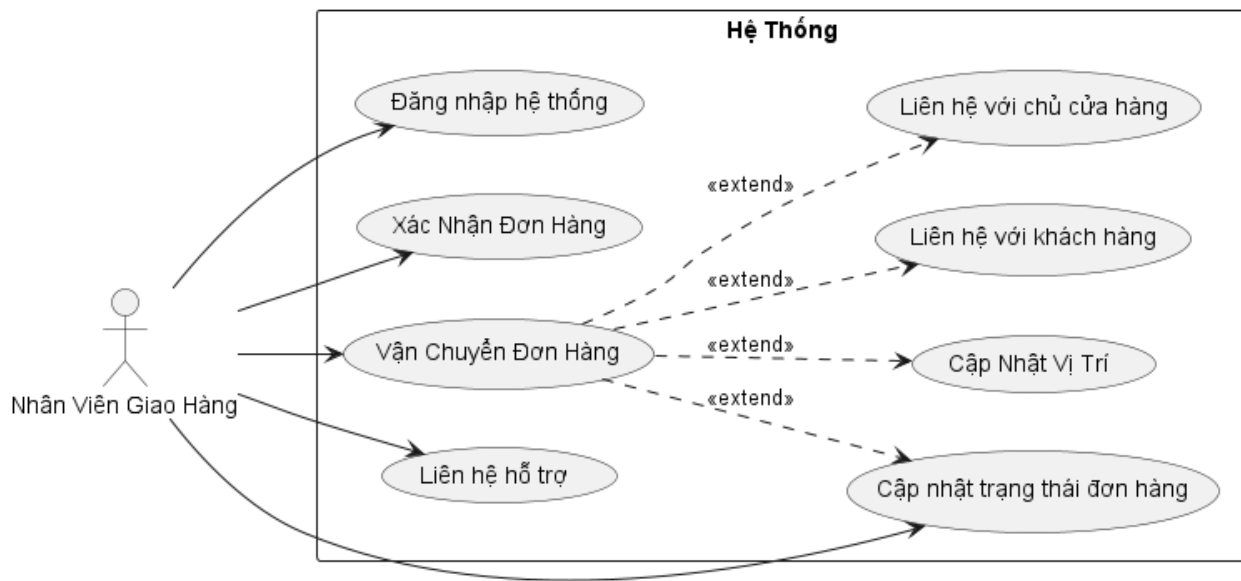 Hệ Thống
Đăng nhập hệ thống
Liên hệ với chủ cửa hàng
«extend»
Xác Nhận Đơn Hàng
Liên hệ với khách hàng
«extend»
Vận Chuyển Đơn Hàng
«extend»
Cập Nhật Vị Trí
«extend»
Nhân Viên Giao Hàng
Liên hệ hỗ trợ
Cập nhật trạng thái đơn hàng